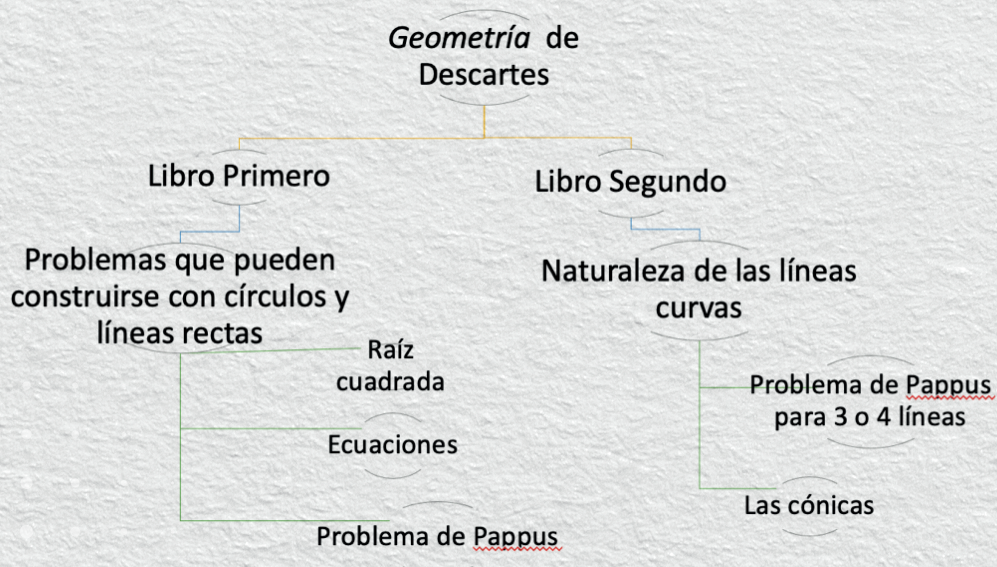 Geometría de
Descartes
Libro Primero
Problemas que pueden
construirse con círculos y
líneas rectas
Raíz
cuadrada
Ecuaciones
Problema de Pappus
Libro Segundo
Naturaleza de las líneas
curvas
Problema de Pappus
para 3 o 4 líneas
Las cónicas